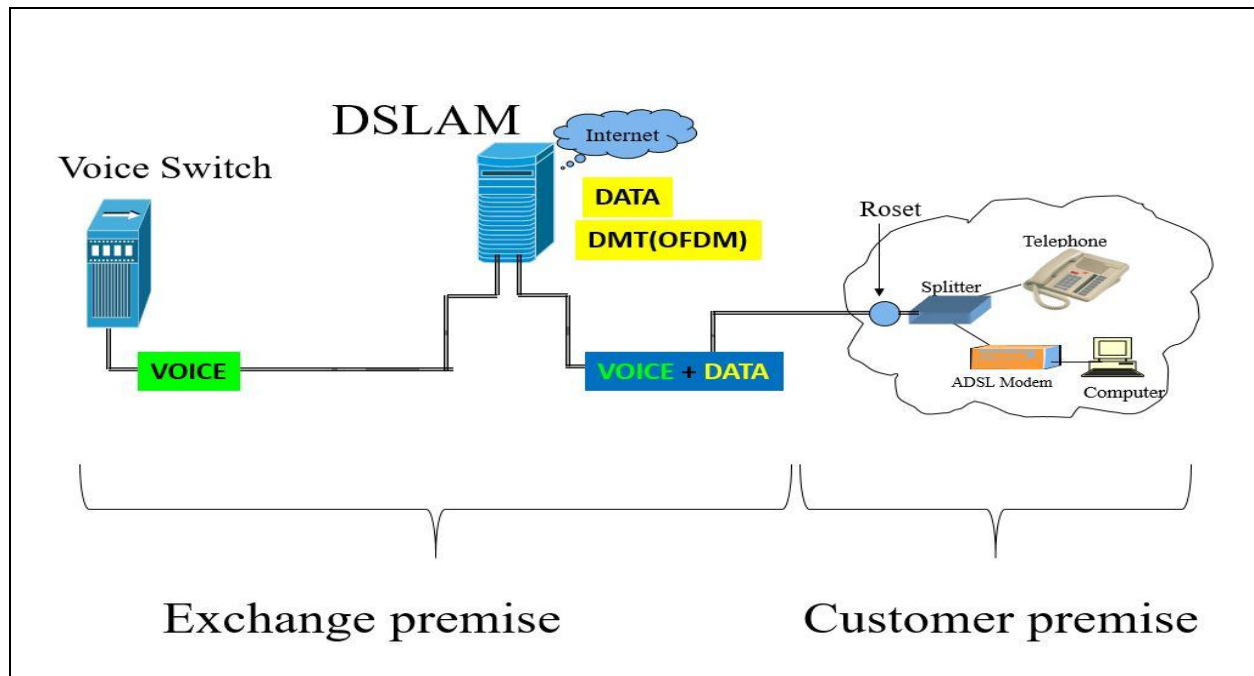 DSLAM
Internet
Voice Switch
DATA
DMT(OFDM)
Roset
Telephone
Splitter
VOICE
VOICE + DATA
ADSL Modem
Computer
Exchange premise
Customer premise